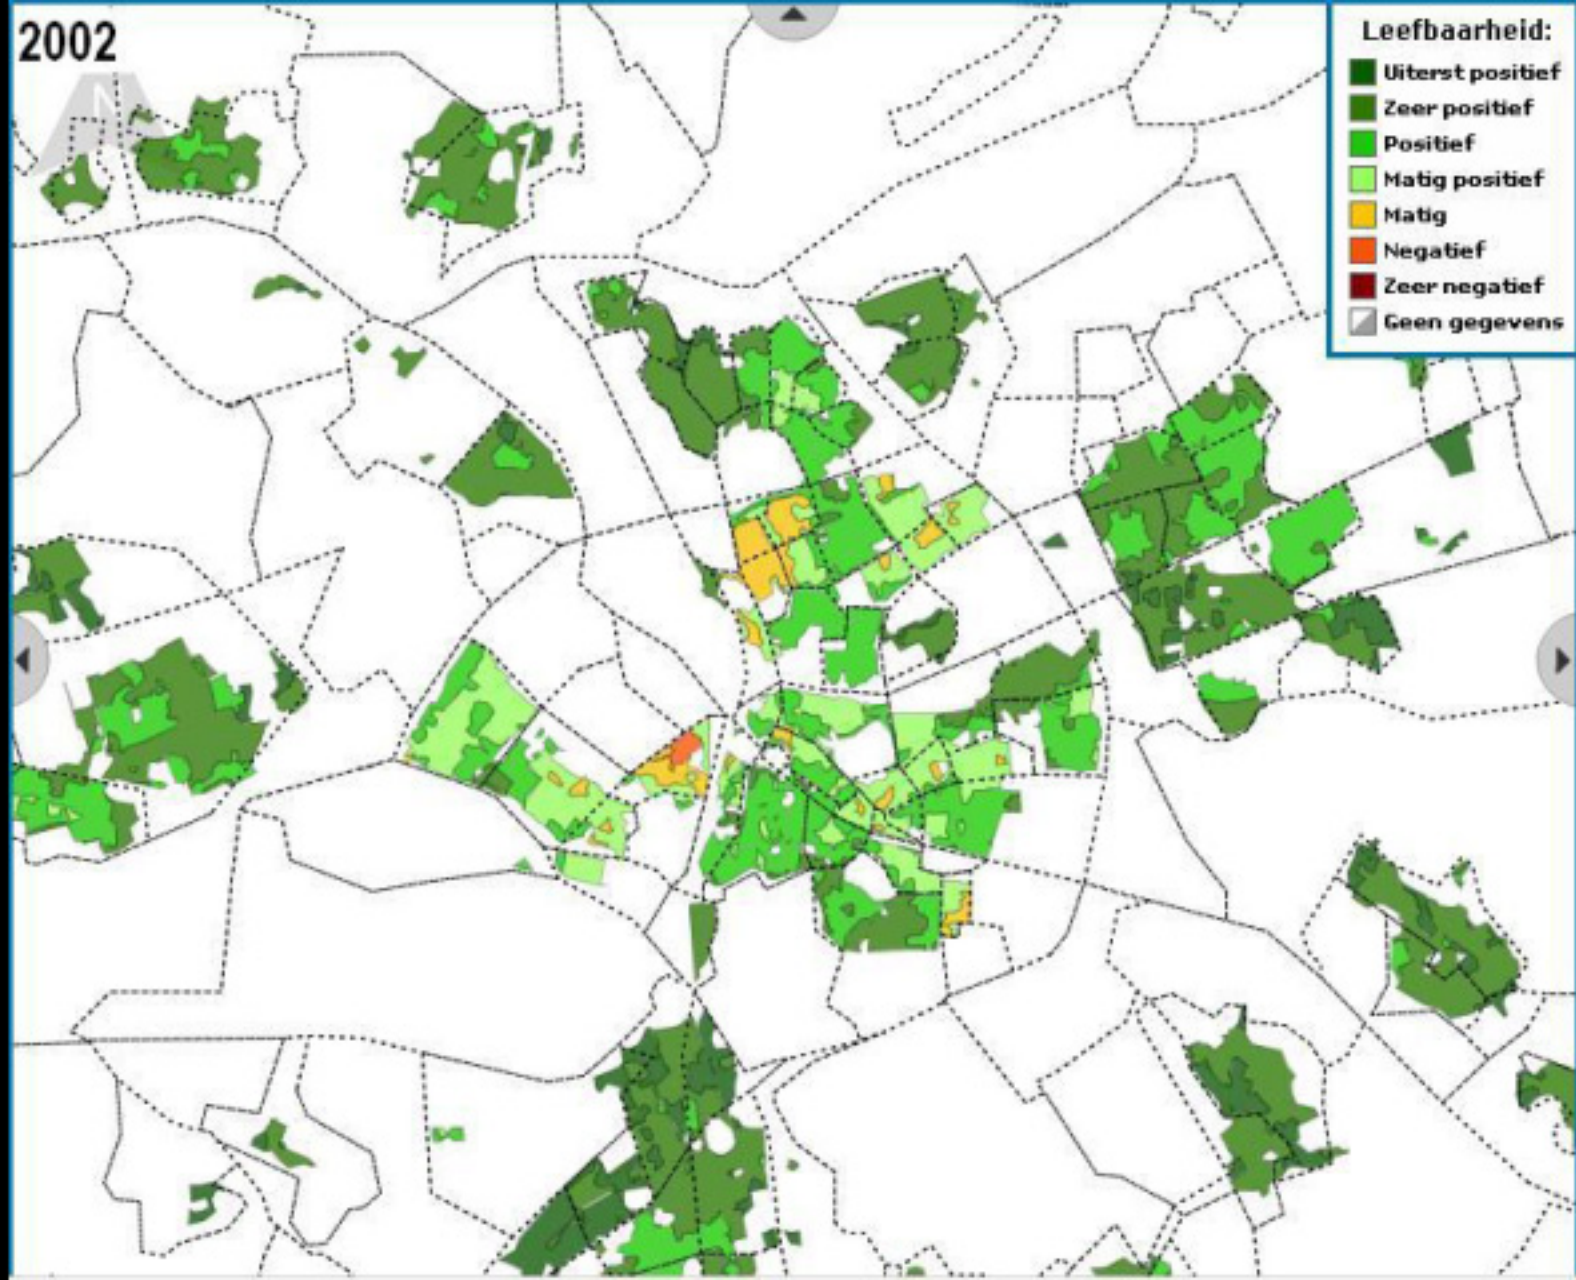 2002
N
Leefbaarheid:
Uiterst positief
Zeer positief
Positief
Matig positief
Matig
Negatief
Zeer negatief
Geen gegevens